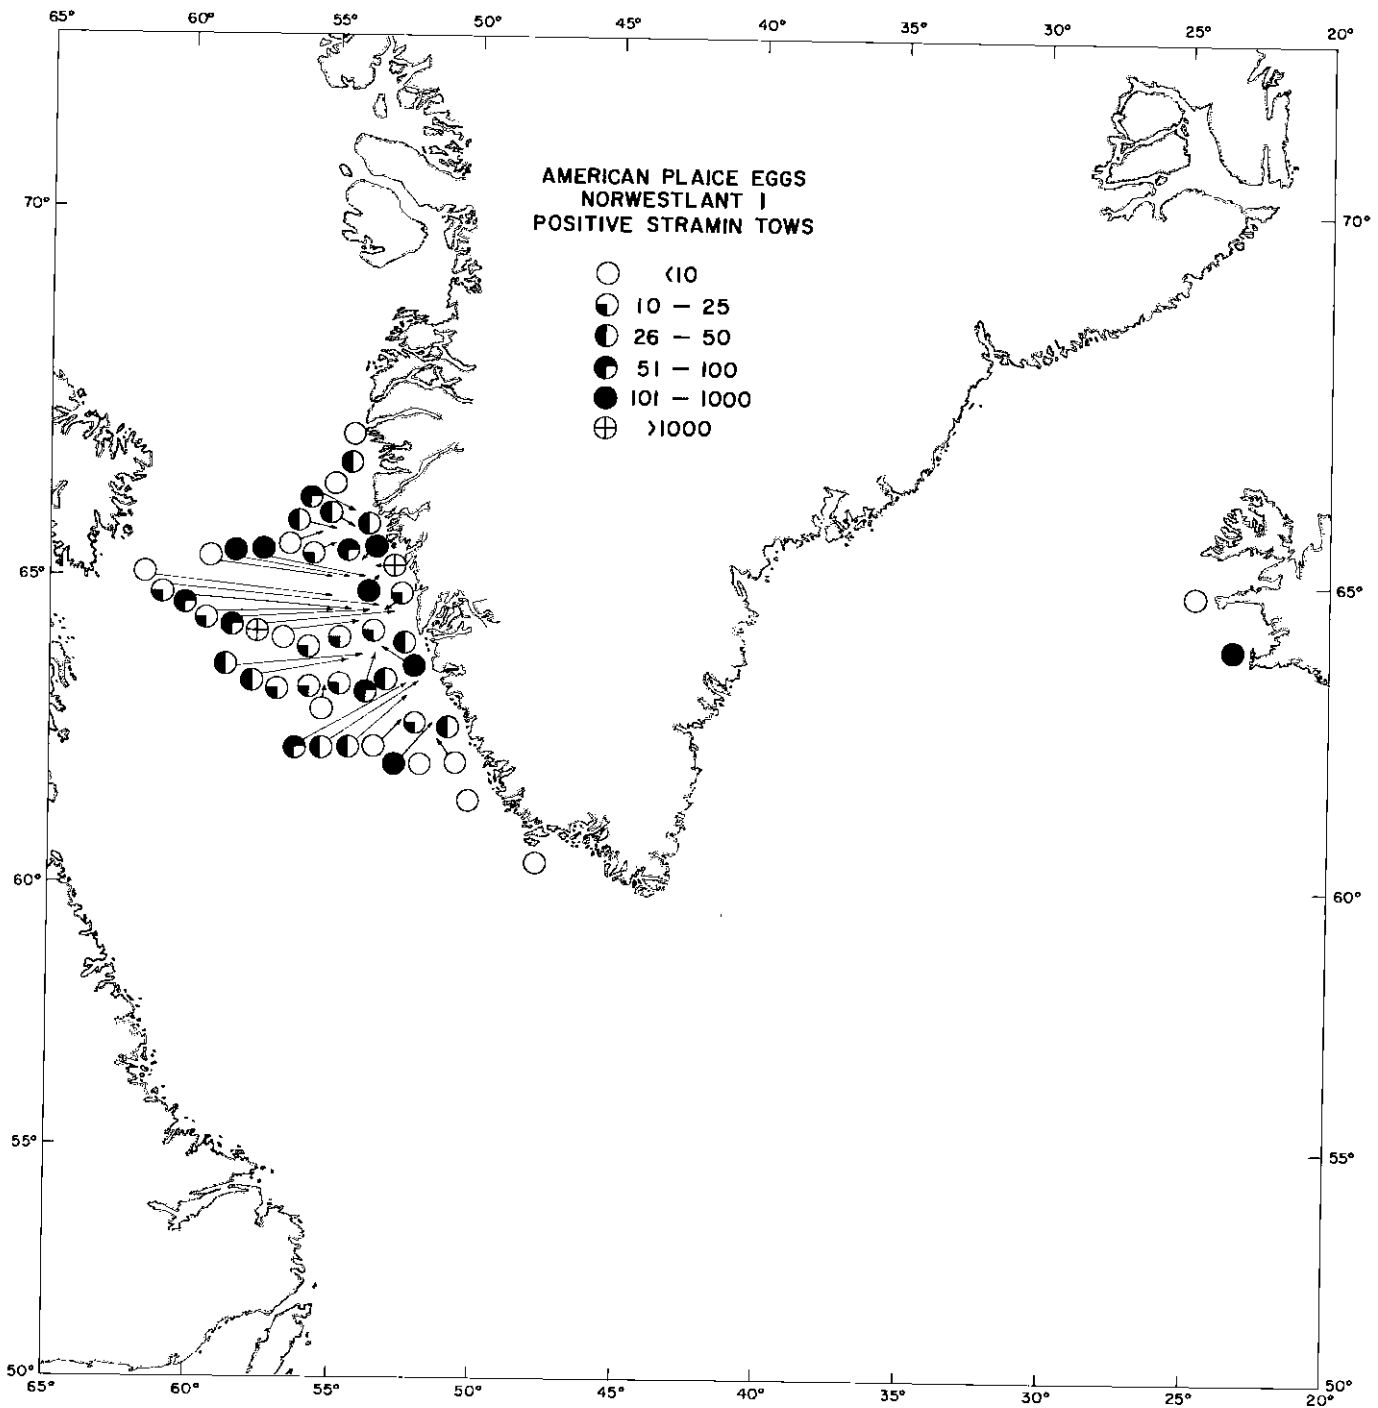 65° 60° 55° 50° 45° 40° 35° 30° 25° 20°
AMERICAN PLAICE EGGS
NORWESTLANT I
POSITIVE STRAMIN TOWS
70° 70°
<10
10 – 25
26 – 50
51 – 100
101 – 1000
>1000
65° 65°
60° 60°
55° 55°
50° 50°
65° 60° 55° 50° 45° 40° 35° 30° 25° 20°